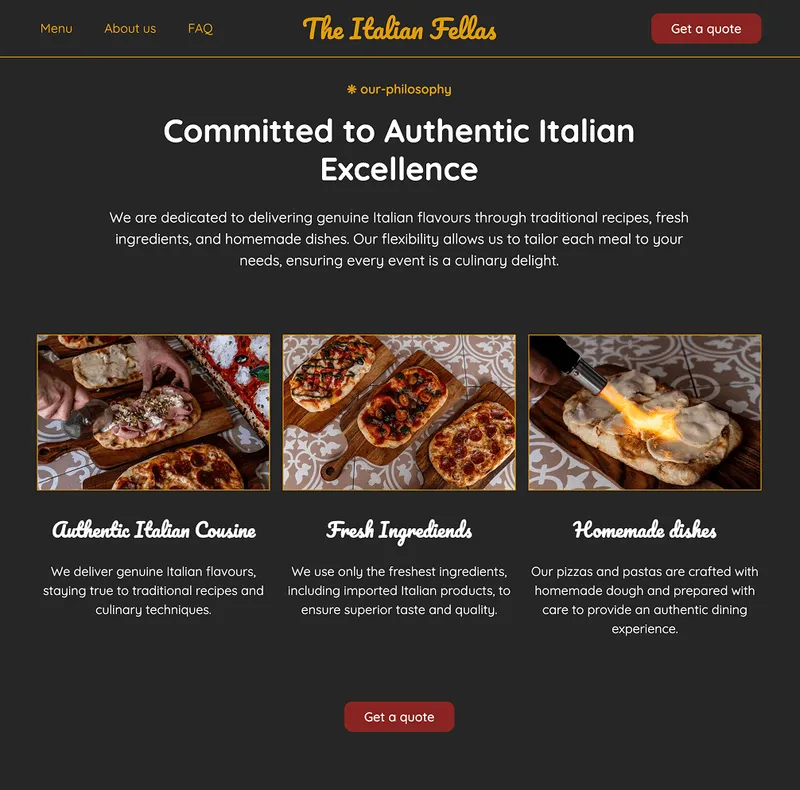 Menu
About us
FAQ
The Italian Fellas
Get a quote
our-philosophy
Committed to Authentic Italian
Excellence
We are dedicated to delivering genuine Italian flavours through traditional recipes, fresh
ingredients, and homemade dishes. Our flexibility allows us to tailor each meal to your
needs, ensuring every event is a culinary delight.
Authentic Italian Cousine
We deliver genuine Italian flavours,
staying true to traditional recipes and
culinary techniques.
Fresh Ingrediends
We use only the freshest ingredients,
including imported Italian products, to
ensure superior taste and quality.
Homemade dishes
Our pizzas and pastas are crafted with
homemade dough and prepared with
care to provide an authentic dining
experience.
Get a quote